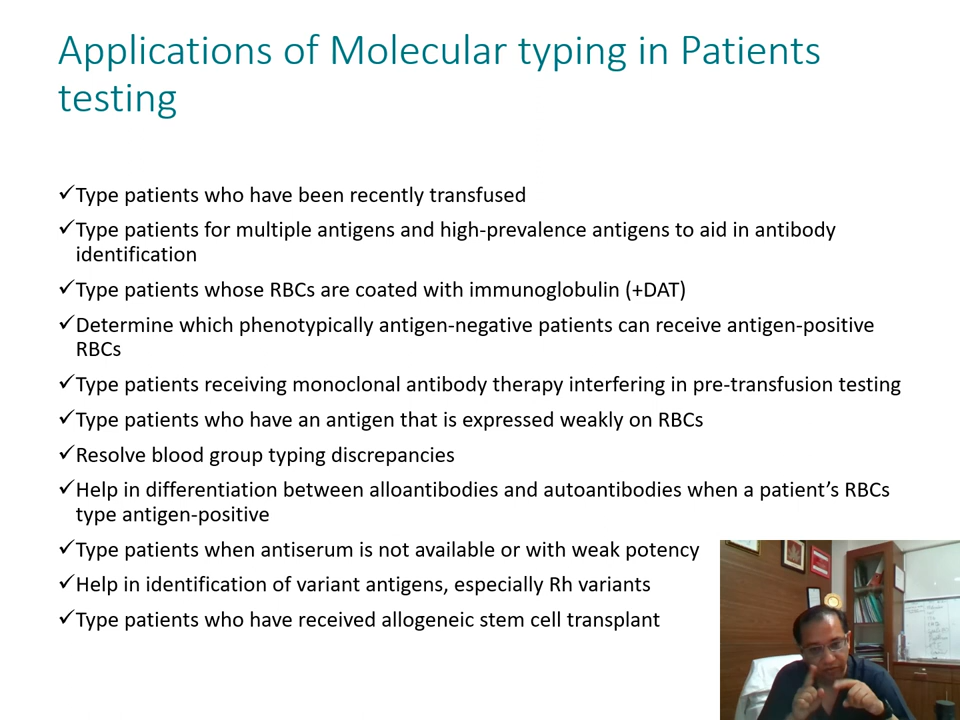 Applications of Molecular typing in Patients
testing
✓Type patients who have been recently transfused
✓Type patients for multiple antigens and high-prevalence antigens to aid in antibody
identification
✓Type patients whose RBCs are coated with immunoglobulin (+DAT)
✓Determine which phenotypically antigen-negative patients can receive antigen-positive
RBCs
✓Type patients receiving monoclonal antibody therapy interfering in pre-transfusion testing
✓Type patients who have an antigen that is expressed weakly on RBCs
✓Resolve blood group typing discrepancies
✓Help in differentiation between alloantibodies and autoantibodies when a patient’s RBCs
type antigen-positive
✓Type patients when antiserum is not available or with weak potency
✓Help in identification of variant antigens, especially Rh variants
✓Type patients who have received allogeneic stem cell transplant